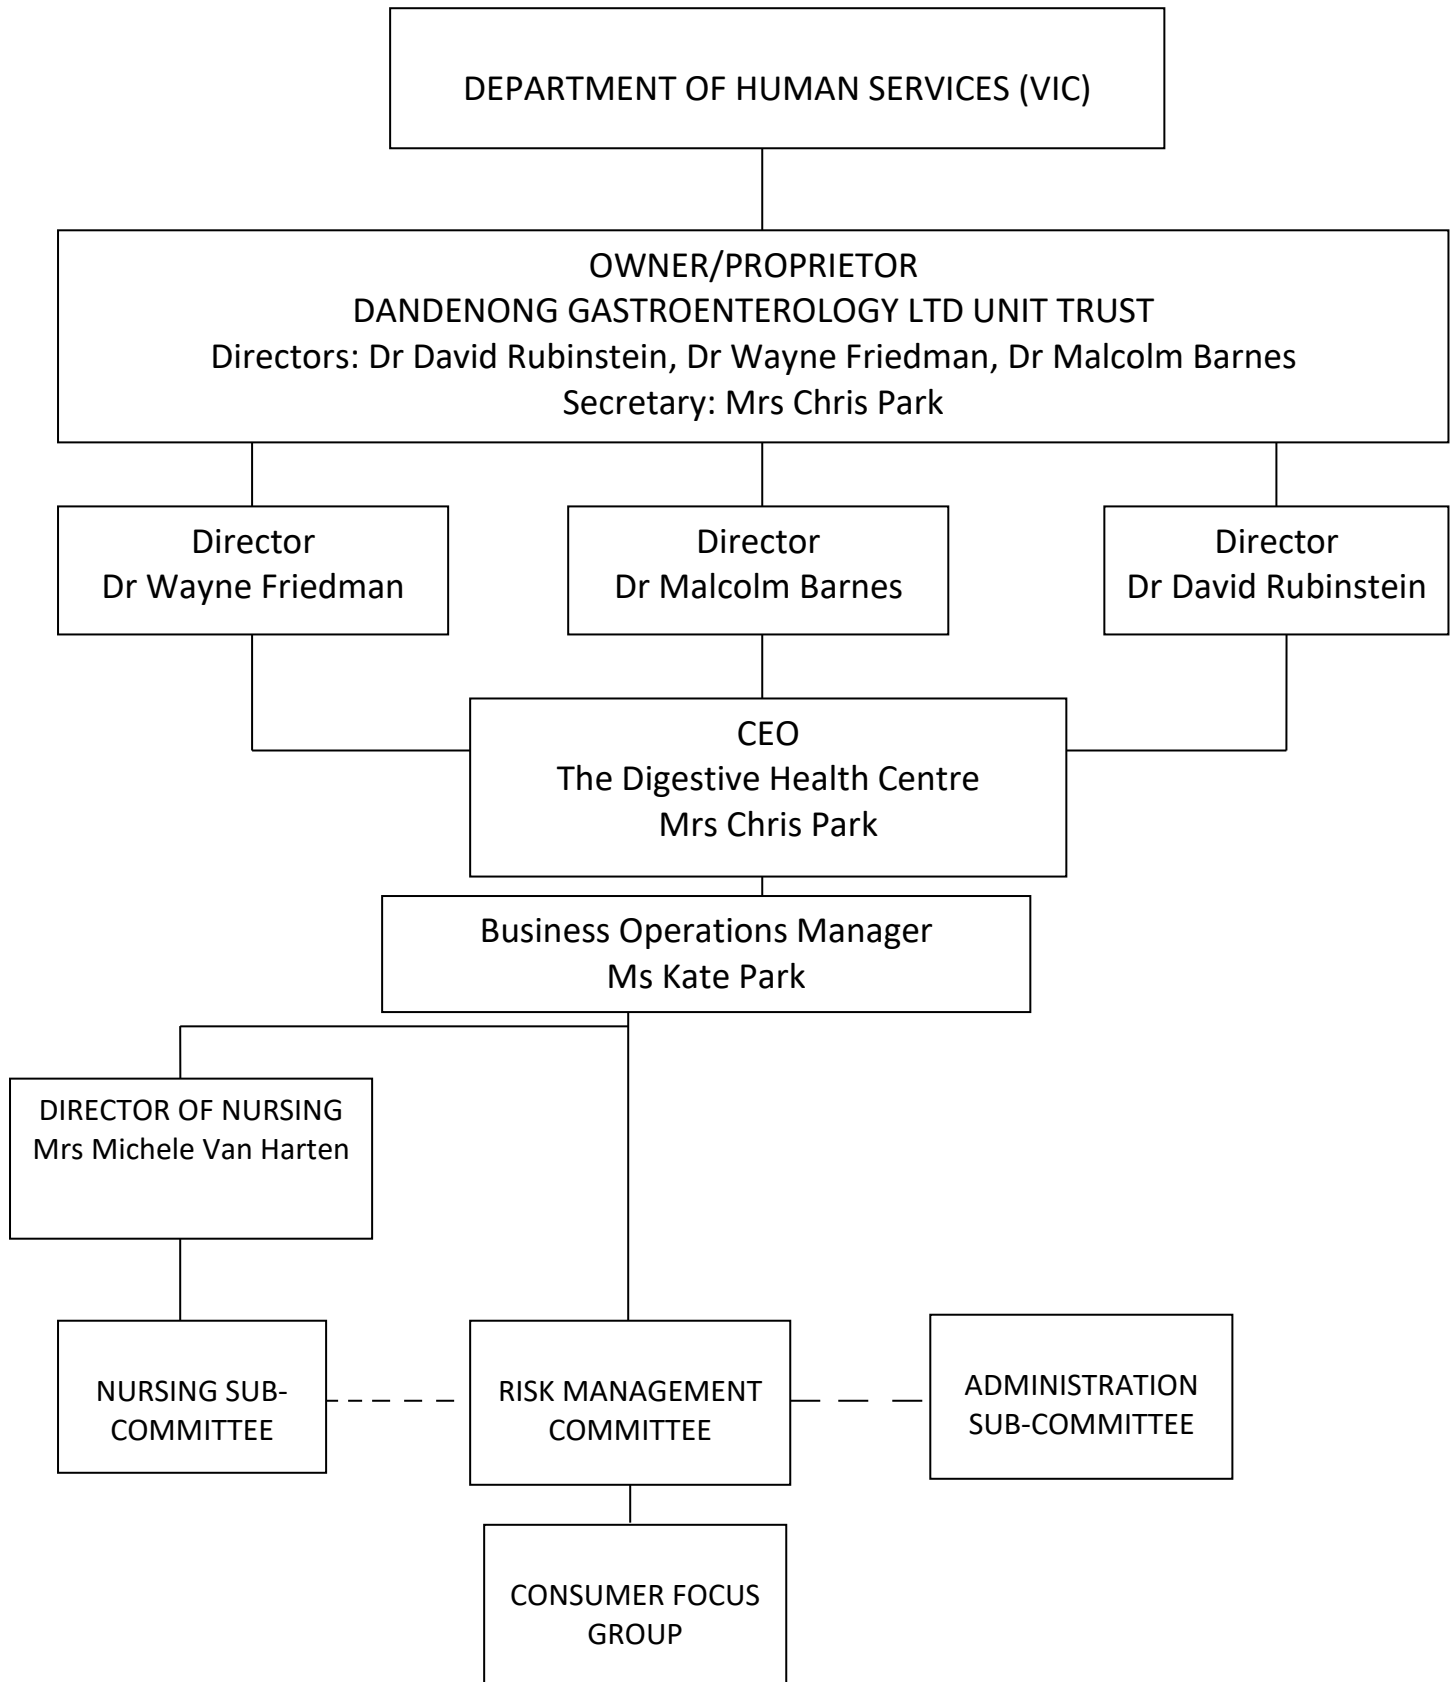 DEPARTMENT OF HUMAN SERVICES (VIC)
OWNER/PROPRIETOR
DANDENONG GASTROENTEROLOGY LTD UNIT TRUST
Directors: Dr David Rubinstein, Dr Wayne Friedman, Dr Malcolm Barnes
Secretary: Mrs Chris Park
Director
Dr Wayne Friedman
Director
Dr Malcolm Barnes
Director
Dr David Rubinstein
CEO
The Digestive Health Centre
Mrs Chris Park
Business Operations Manager
Ms Kate Park
DIRECTOR OF NURSING
Mrs Michele Van Harten
NURSING SUB-
COMMITTEE
RISK MANAGEMENT
COMMITTEE
ADMINISTRATION
SUB-COMMITTEE
CONSUMER FOCUS
GROUP